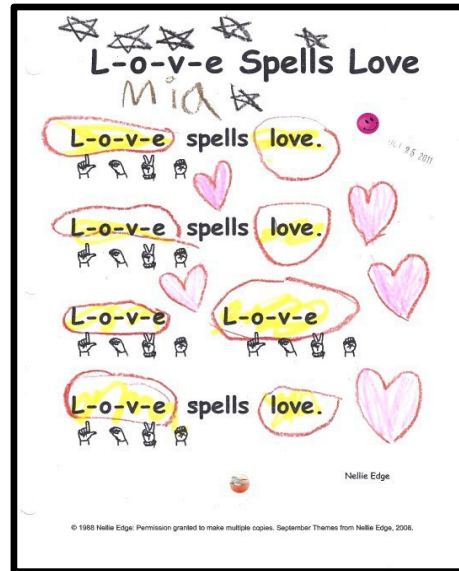 L-o-v-e Spells Love
Mia
L-o-v-e spells love.
L-o-v-e spells love.
L-o-v-e L-o-v-e
L-o-v-e spells love.
Nellie Edge
© 1988 Nellie Edge: Permission granted to make multiple copies. September Themes from Nellie Edge, 2008.